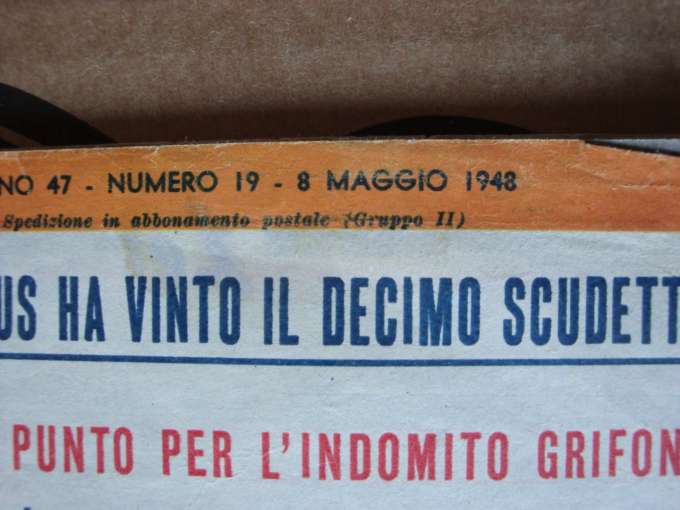 NO 47 - NUMERO 19 - 8 MAGGIO 1948
Spedizione in abbonamento postale (Gruppo II)
US HA VINTO IL DECIMO SCUDETT
PUNTO PER L'INDOMITO GRIFON